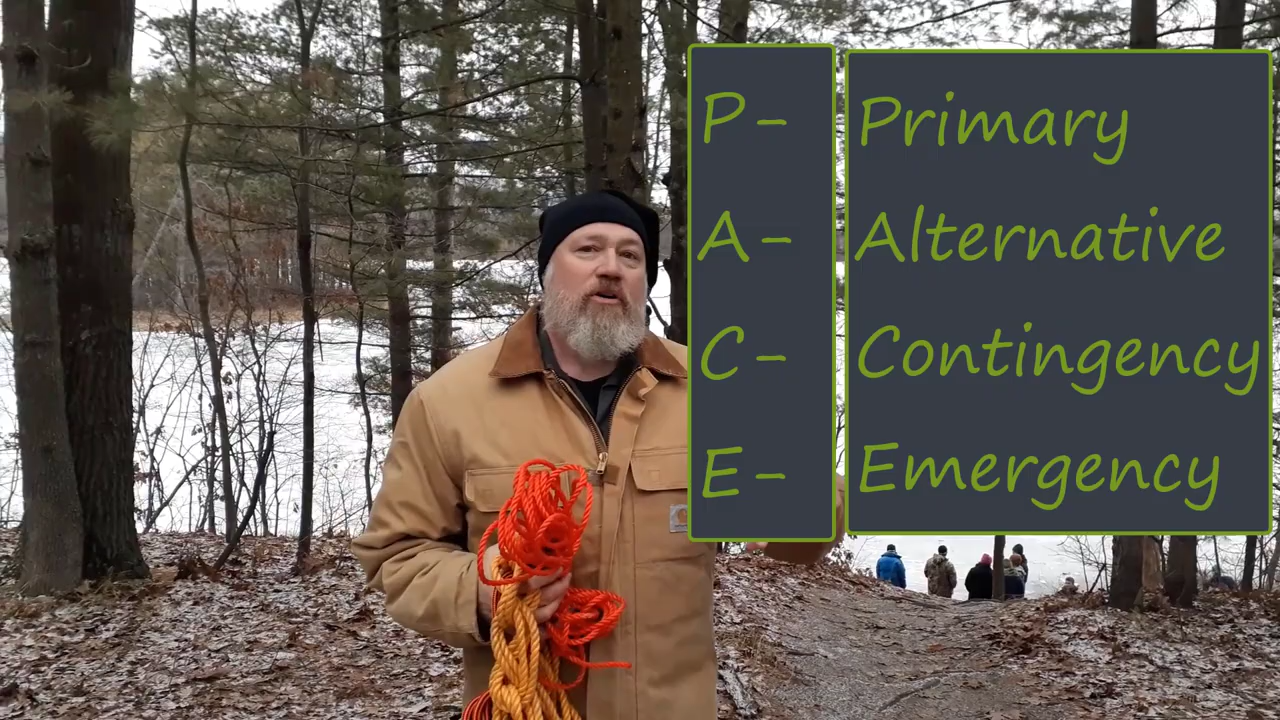 P- Primary
A- Alternative
C- Contingency
E- Emergency